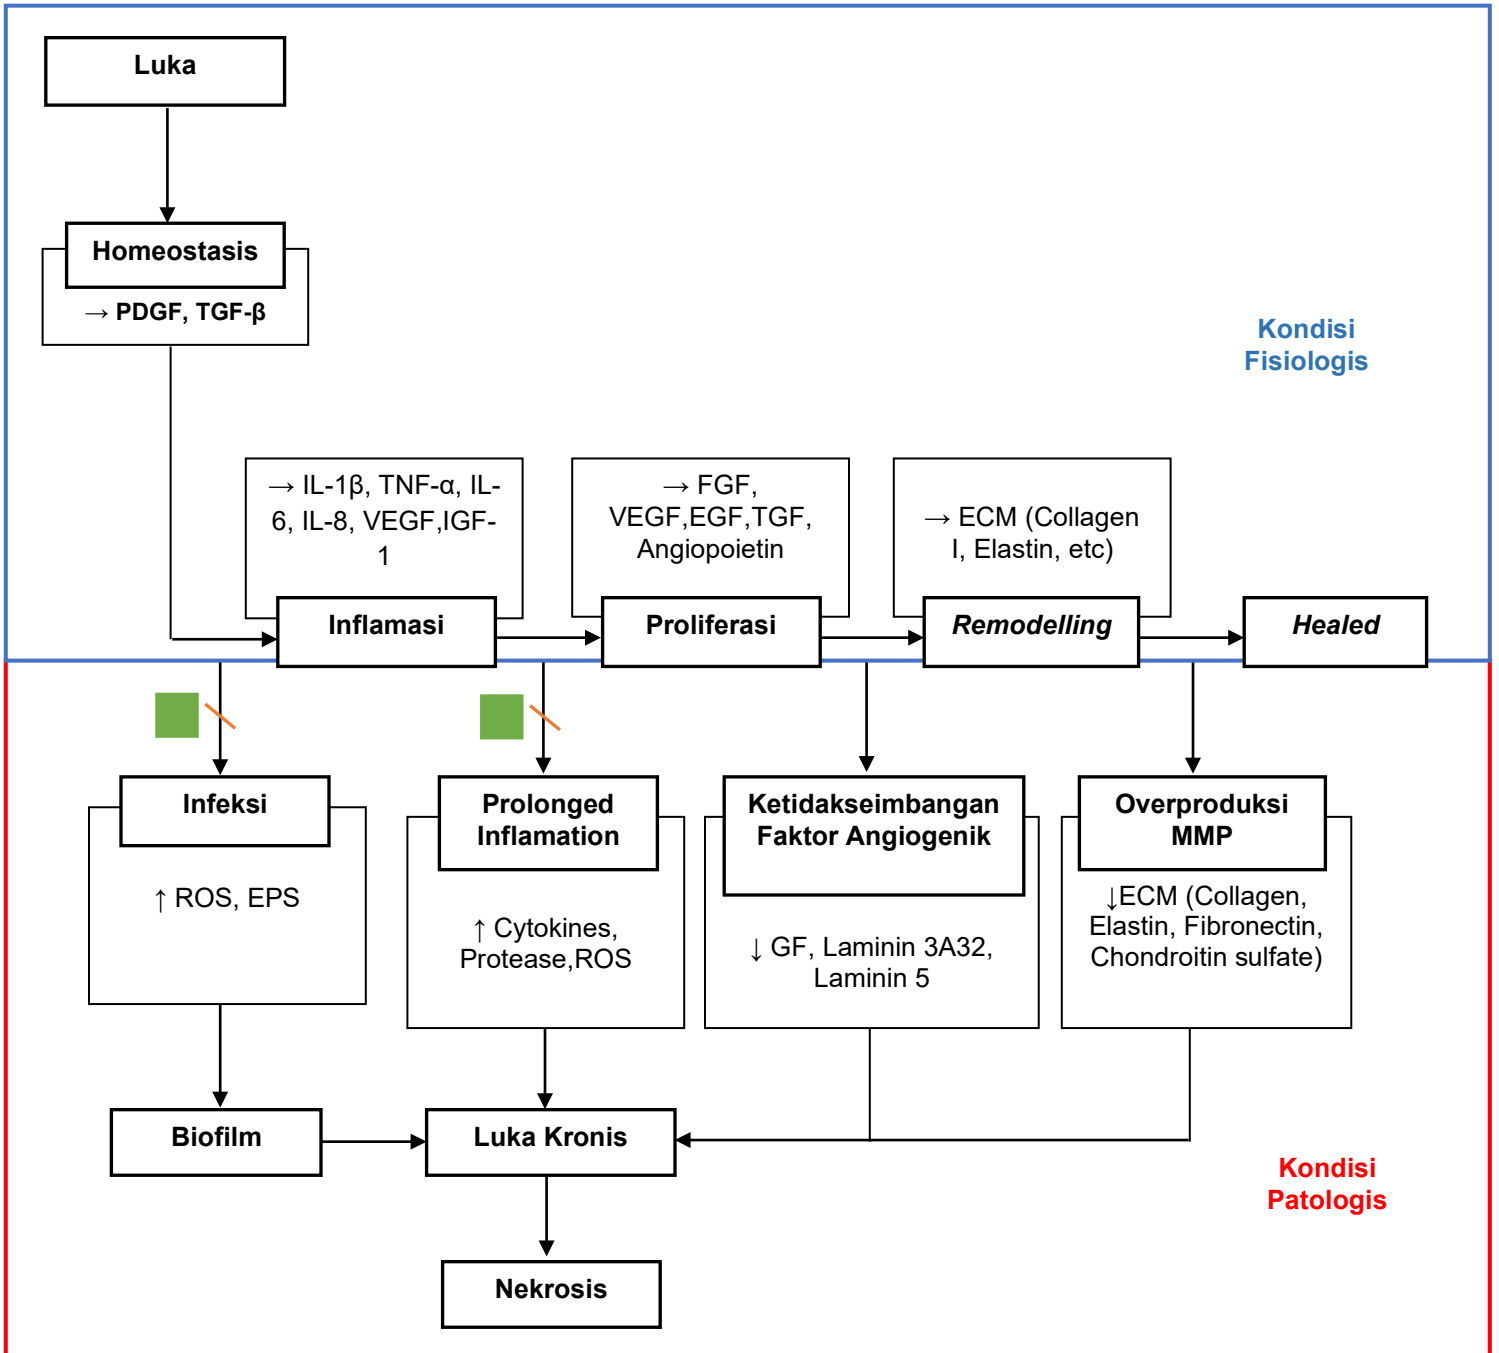 Luka
Homeostasis
→ PDGF, TGF-β
Kondisi
Fisiologis
→ IL-1β, TNF-α, IL-
6, IL-8, VEGF,IGF-
1
Inflamasi
→ FGF,
VEGF,EGF,TGF,
Angiopoietin
Proliferasi
→ ECM (Collagen
I, Elastin, etc)
Remodelling
Healed
Infeksi
↑ ROS, EPS
Prolonged
Inflamation
↑ Cytokines,
Protease,ROS
Ketidakseimbangan
Faktor Angiogenik
↓ GF, Laminin 3A32,
Laminin 5
Overproduksi
MMP
↓ECM (Collagen,
Elastin, Fibronectin,
Chondroitin sulfate)
Biofilm
Luka Kronis
Kondisi
Patologis
Nekrosis